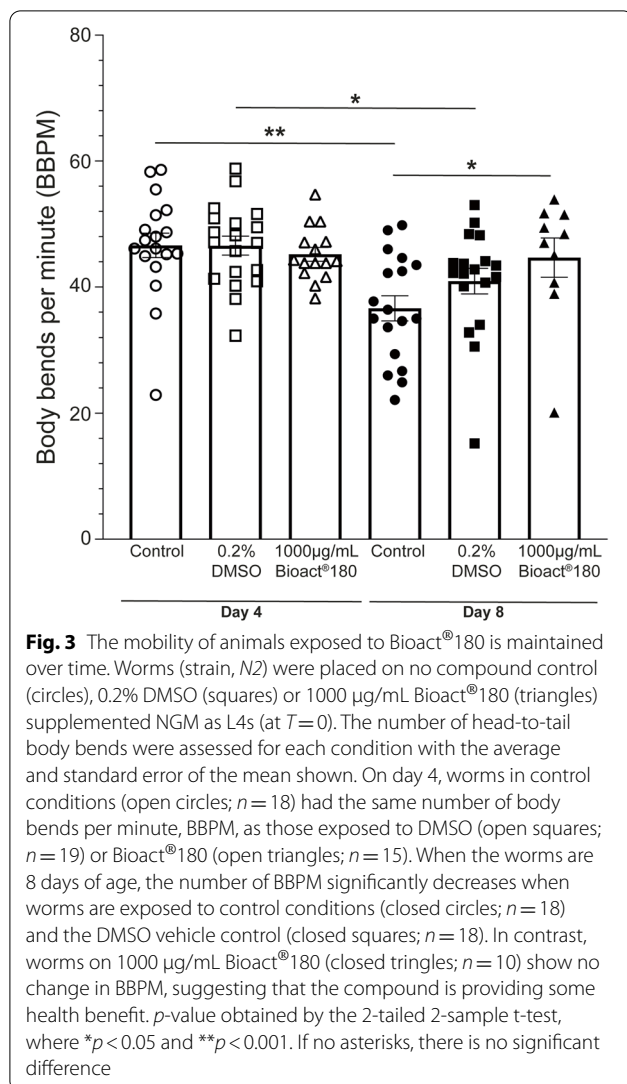 80
*
**
60
*
40
20
0
Body bends per minute (BBPM)
Control
0.2%
DMSO
1000µg/mL
Bioact®180
Control
0.2%
DMSO
1000µg/mL
Bioact®180
Day 4
Day 8
Fig. 3 The mobility of animals exposed to Bioact®180 is maintained
over time. Worms (strain, N2) were placed on no compound control
(circles), 0.2% DMSO (squares) or 1000 µg/mL Bioact®180 (triangles)
supplemented NGM as L4s (at T = 0). The number of head-to-tail
body bends were assessed for each condition with the average
and standard error of the mean shown. On day 4, worms in control
conditions (open circles; n = 18) had the same number of body
bends per minute, BBPM, as those exposed to DMSO (open squares;
n = 19) or Bioact®180 (open triangles; n = 15). When the worms are
8 days of age, the number of BBPM significantly decreases when
worms are exposed to control conditions (closed circles; n = 18)
and the DMSO vehicle control (closed squares; n = 18). In contrast,
worms on 1000 µg/mL Bioact®180 (closed tringles; n = 10) show no
change in BBPM, suggesting that the compound is providing some
health benefit. p-value obtained by the 2-tailed 2-sample t-test,
where *p < 0.05 and **p < 0.001. If no asterisks, there is no significant
difference